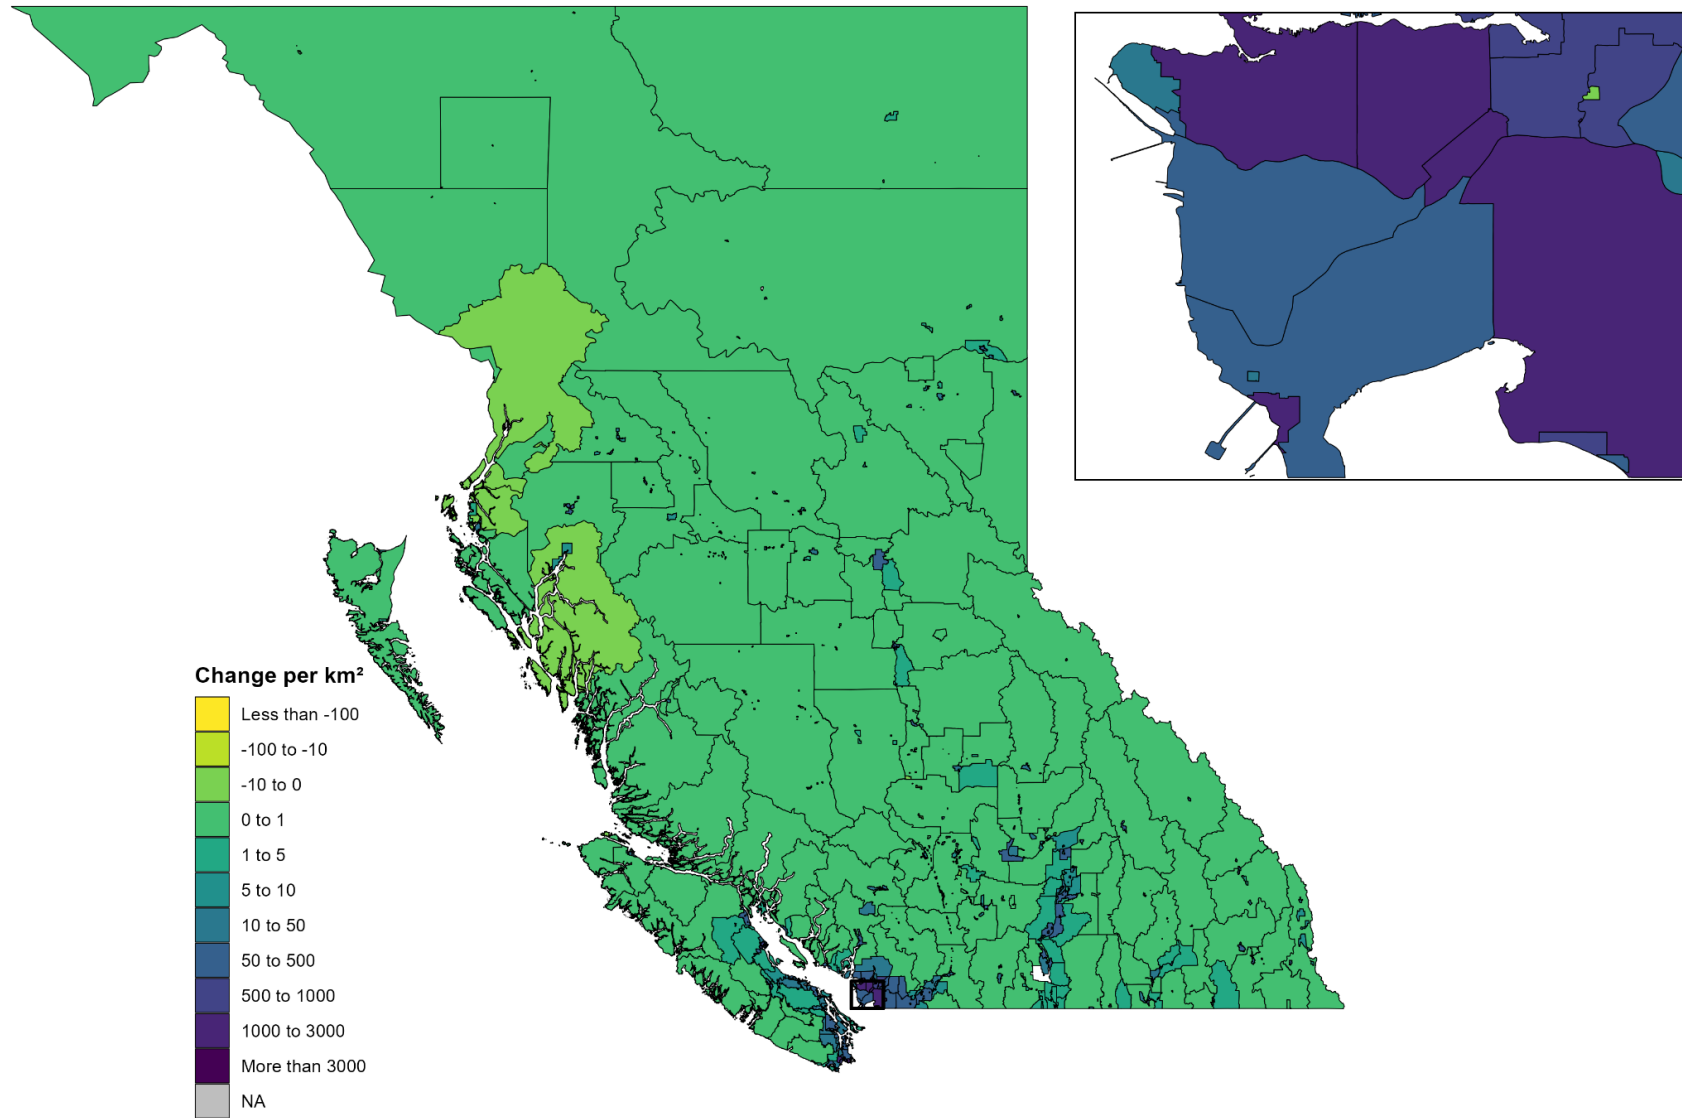 Change per km²
Less than -100
-100 to -10
-10 to 0
0 to 1
1 to 5
5 to 10
10 to 50
50 to 500
500 to 1000
1000 to 3000
More than 3000
NA